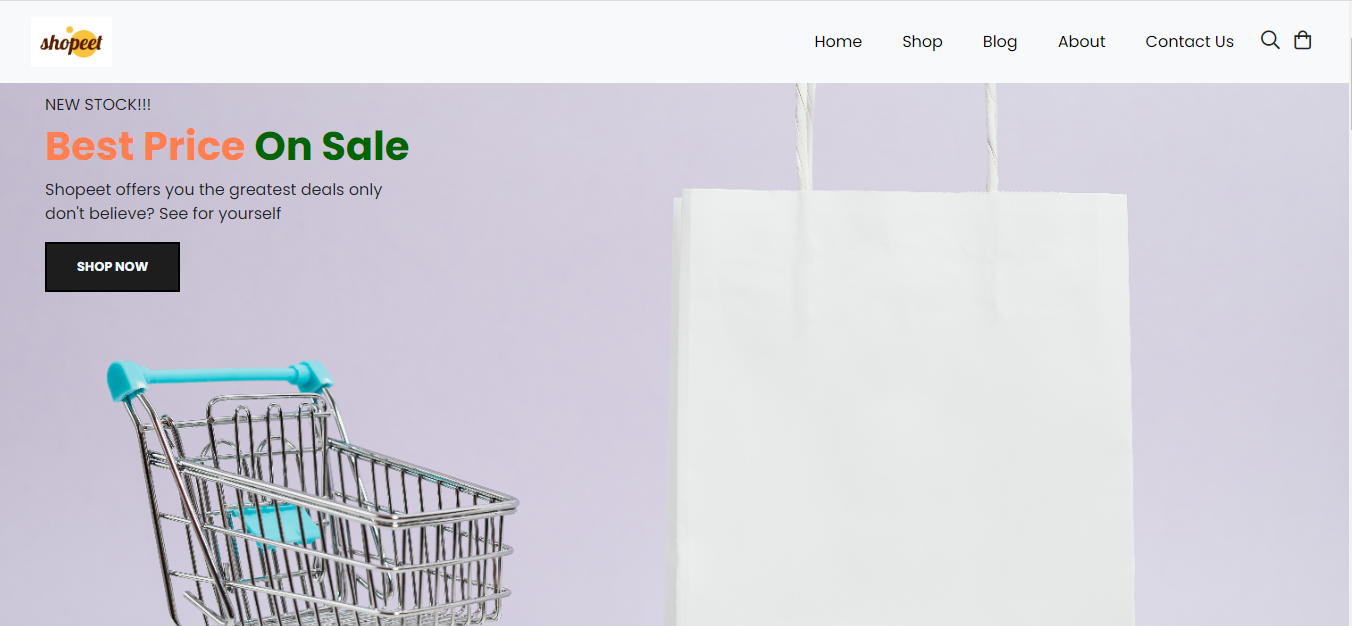 shopeet
Home Shop Blog About Contact Us
NEW STOCK!!!
Best Price On Sale
Shopeet offers you the greatest deals only
don't believe? See for yourself
SHOP NOW